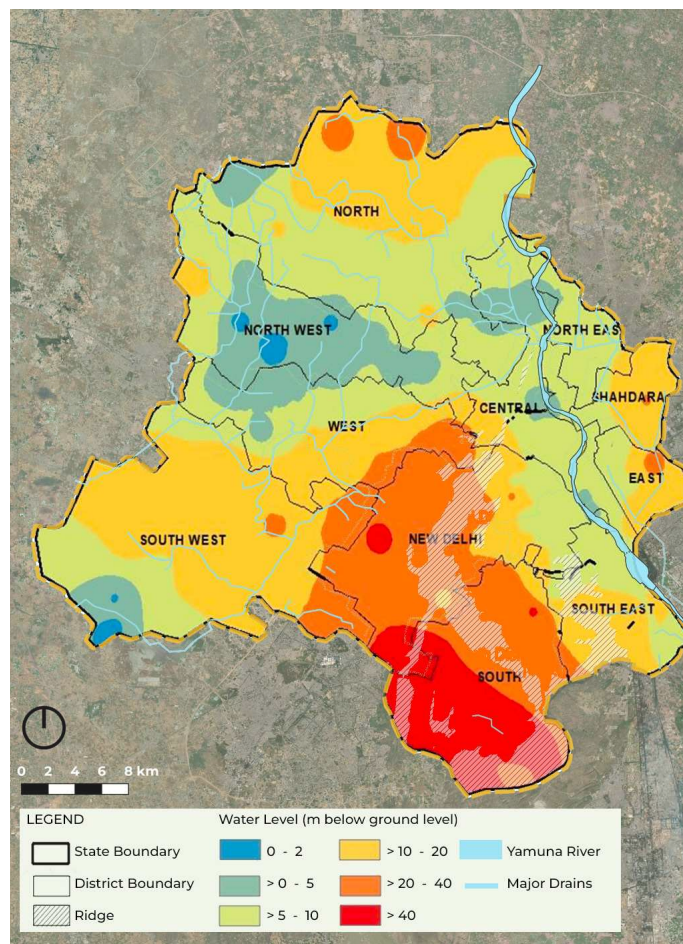 NORTH
NORTH WEST
NORTH EAS
SHAHDARA
CENTRAL
WEST
EAST
SOUTH WEST
NEW DELHI
SOUTH EAST
SOUTH
0 2 4 6 8 km
LEGEND
Water Level (m below ground level)
State Boundary
0 - 2
> 10 - 20
Yamuna River
District Boundary
> 0 - 5
> 20 - 40
Major Drains
Ridge
> 5 - 10
> 40